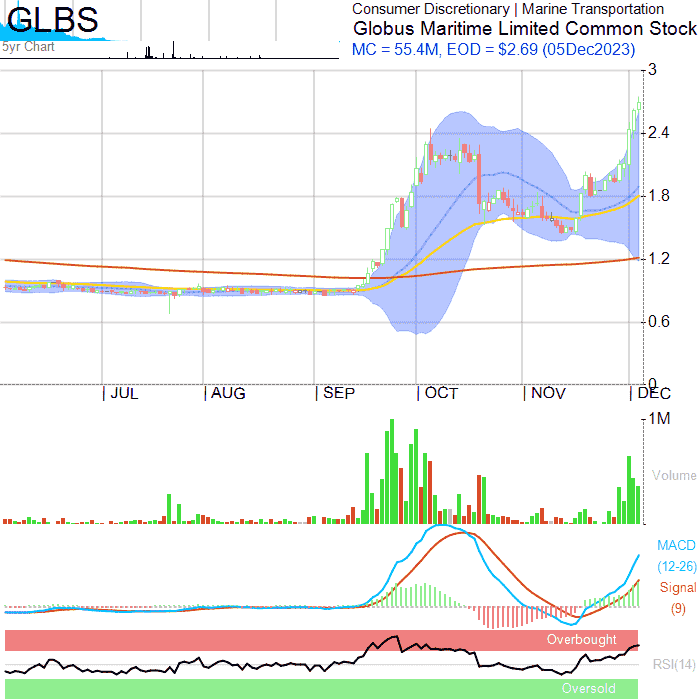 GLBS
5yr Chart
Consumer Discretionary | Marine Transportation
Globus Maritime Limited Common Stock
MC = 55.4M, EOD = $2.69 (05Dec2023)
3
2.4
1.8
1.2
0.6
0
JUL AUG SEP OCT NOV DEC
1M
Volume
MACD
(12-26)
Signal
(9)
Overbought
RSI(14)
Oversold